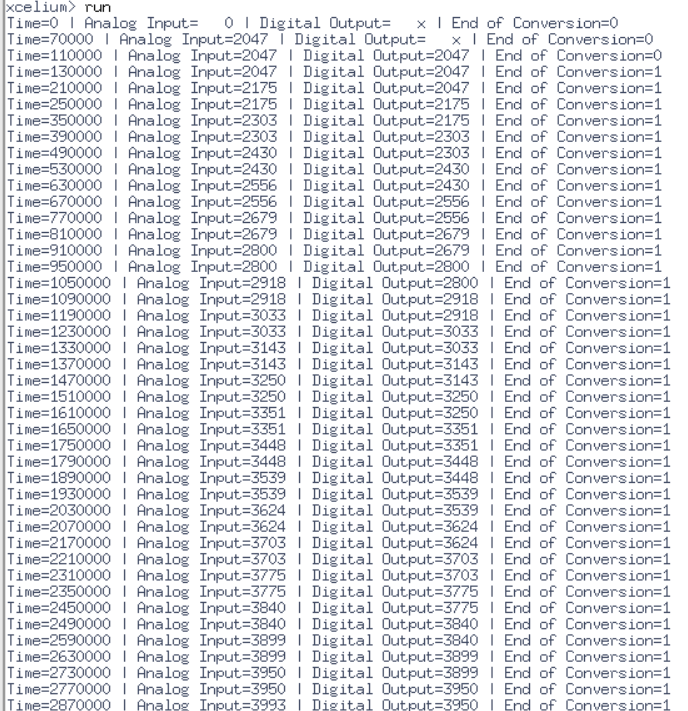 xcelium> run
Time=0 | Analog Input=   0 | Digital Output=   x | End of Conversion=0
Time=70000 | Analog Input=2047 | Digital Output=   x | End of Conversion=0
Time=110000 | Analog Input=2047 | Digital Output=2047 | End of Conversion=0
Time=130000 | Analog Input=2047 | Digital Output=2047 | End of Conversion=1
Time=210000 | Analog Input=2175 | Digital Output=2047 | End of Conversion=1
Time=250000 | Analog Input=2175 | Digital Output=2175 | End of Conversion=1
Time=350000 | Analog Input=2303 | Digital Output=2175 | End of Conversion=1
Time=390000 | Analog Input=2303 | Digital Output=2303 | End of Conversion=1
Time=490000 | Analog Input=2430 | Digital Output=2303 | End of Conversion=1
Time=530000 | Analog Input=2430 | Digital Output=2430 | End of Conversion=1
Time=630000 | Analog Input=2556 | Digital Output=2430 | End of Conversion=1
Time=670000 | Analog Input=2556 | Digital Output=2556 | End of Conversion=1
Time=770000 | Analog Input=2679 | Digital Output=2556 | End of Conversion=1
Time=810000 | Analog Input=2679 | Digital Output=2679 | End of Conversion=1
Time=910000 | Analog Input=2800 | Digital Output=2679 | End of Conversion=1
Time=950000 | Analog Input=2800 | Digital Output=2800 | End of Conversion=1
Time=1050000 | Analog Input=2918 | Digital Output=2800 | End of Conversion=1
Time=1090000 | Analog Input=2918 | Digital Output=2918 | End of Conversion=1
Time=1190000 | Analog Input=3033 | Digital Output=2918 | End of Conversion=1
Time=1230000 | Analog Input=3033 | Digital Output=3033 | End of Conversion=1
Time=1330000 | Analog Input=3143 | Digital Output=3033 | End of Conversion=1
Time=1370000 | Analog Input=3143 | Digital Output=3143 | End of Conversion=1
Time=1470000 | Analog Input=3250 | Digital Output=3143 | End of Conversion=1
Time=1510000 | Analog Input=3250 | Digital Output=3250 | End of Conversion=1
Time=1610000 | Analog Input=3351 | Digital Output=3250 | End of Conversion=1
Time=1650000 | Analog Input=3351 | Digital Output=3351 | End of Conversion=1
Time=1750000 | Analog Input=3448 | Digital Output=3351 | End of Conversion=1
Time=1790000 | Analog Input=3448 | Digital Output=3448 | End of Conversion=1
Time=1890000 | Analog Input=3539 | Digital Output=3448 | End of Conversion=1
Time=1930000 | Analog Input=3539 | Digital Output=3539 | End of Conversion=1
Time=2030000 | Analog Input=3624 | Digital Output=3539 | End of Conversion=1
Time=2070000 | Analog Input=3624 | Digital Output=3624 | End of Conversion=1
Time=2170000 | Analog Input=3703 | Digital Output=3624 | End of Conversion=1
Time=2210000 | Analog Input=3703 | Digital Output=3703 | End of Conversion=1
Time=2310000 | Analog Input=3775 | Digital Output=3703 | End of Conversion=1
Time=2350000 | Analog Input=3775 | Digital Output=3775 | End of Conversion=1
Time=2450000 | Analog Input=3840 | Digital Output=3775 | End of Conversion=1
Time=2490000 | Analog Input=3840 | Digital Output=3840 | End of Conversion=1
Time=2590000 | Analog Input=3899 | Digital Output=3840 | End of Conversion=1
Time=2630000 | Analog Input=3899 | Digital Output=3899 | End of Conversion=1
Time=2730000 | Analog Input=3950 | Digital Output=3899 | End of Conversion=1
Time=2770000 | Analog Input=3950 | Digital Output=3950 | End of Conversion=1
Time=2870000 | Analog Input=3993 | Digital Output=3950 | End of Conversion=1